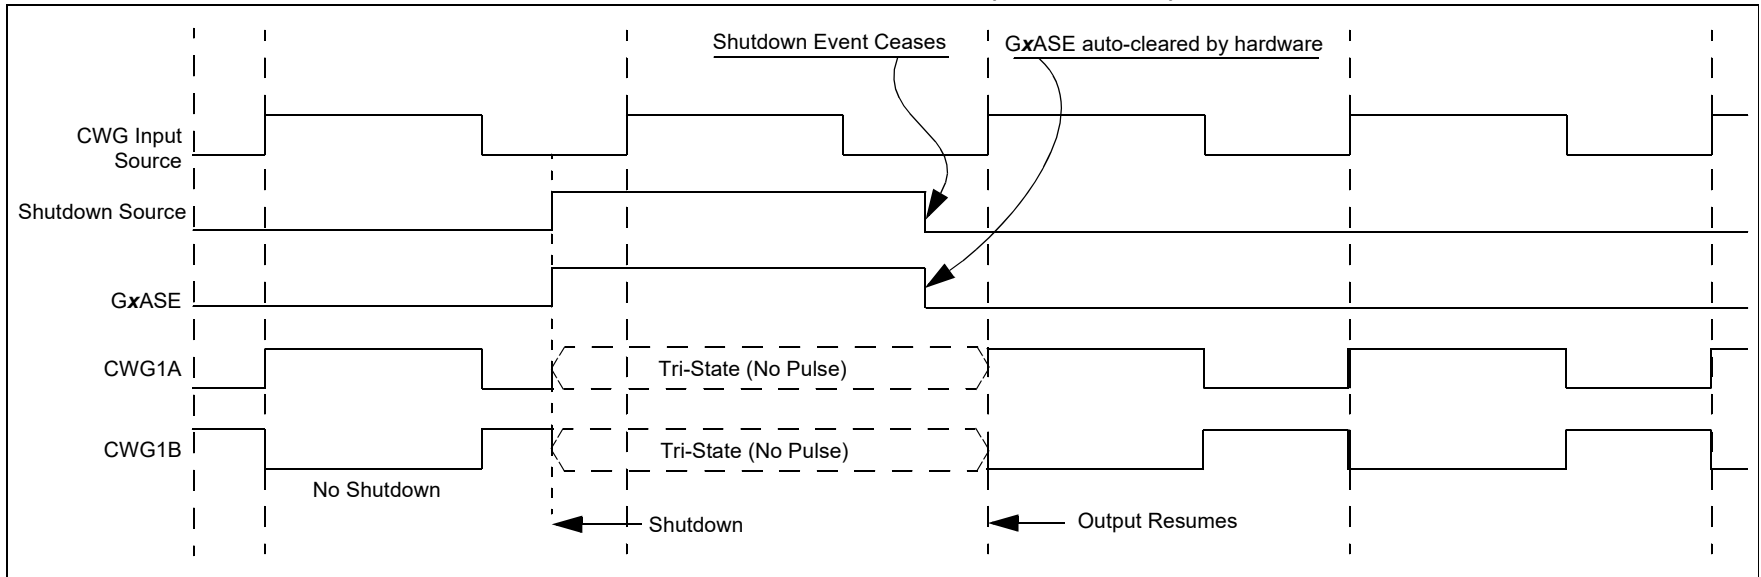 Shutdown Event Ceases
GxASE auto-cleared by hardware
CWG Input
Source
Shutdown Source
GxASE
CWG1A
Tri-State (No Pulse)
CWG1B
Tri-State (No Pulse)
No Shutdown
Shutdown
Output Resumes